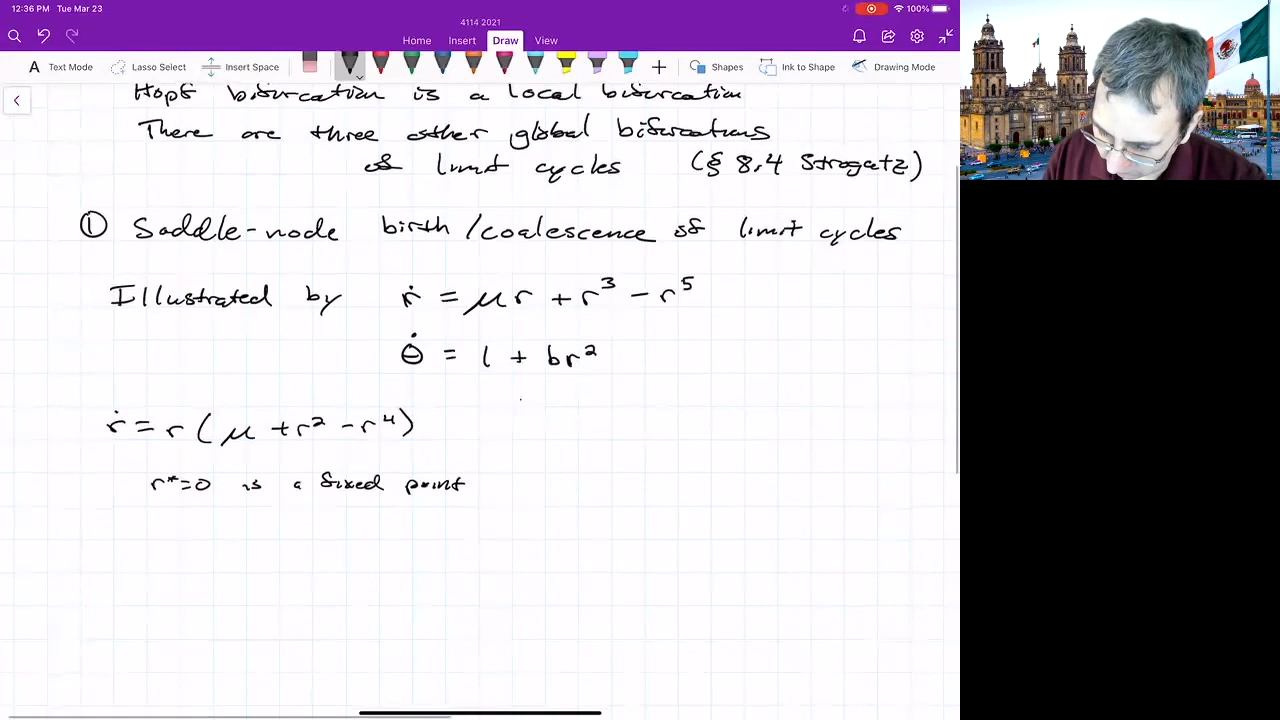 12:36 PM Tue Mar 23
100%
4114 2021
Home Insert Draw View
Text Mode Lasso Select Insert Space Shapes Ink to Shape Drawing Mode
Hopf bifurcation is a local bifurcation
There are three other global bifurcations
of limit cycles (§ 8.4 Strogatz)
① Saddle-node birth/coalescence of limit cycles
Illustrated by ṙ = μr + r³ − r⁵
θ̇ = 1 + br²
ṙ = r(μ + r² − r⁴)
r*=0 is a fixed point